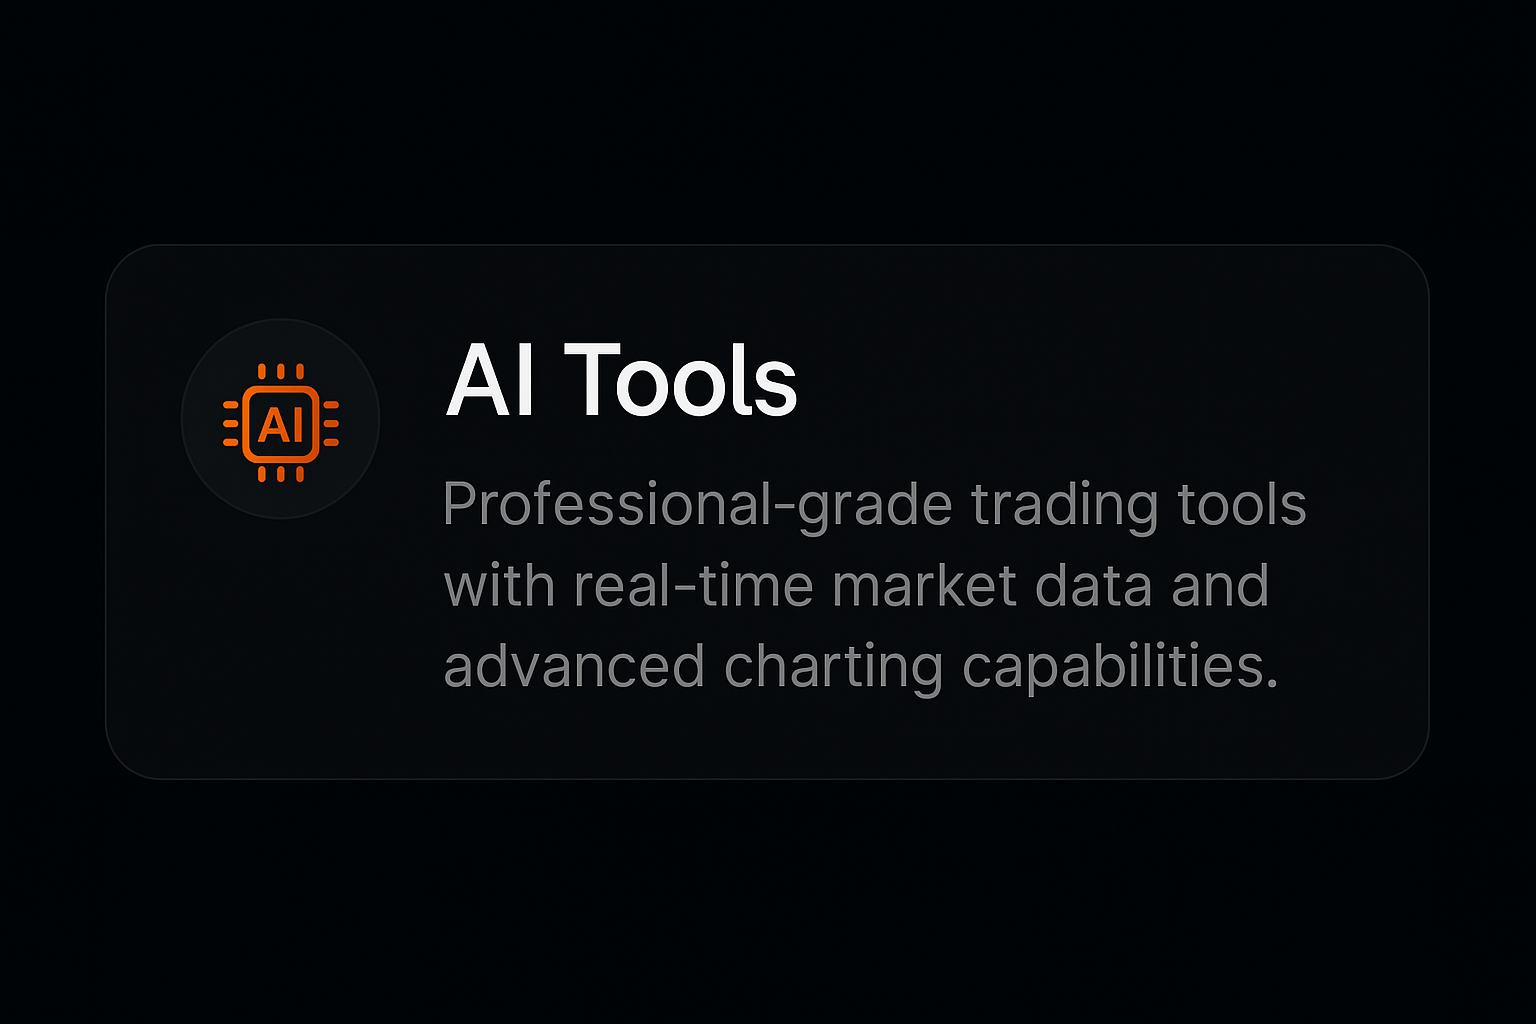 AI
AI Tools
Professional-grade trading tools
with real-time market data and
advanced charting capabilities.